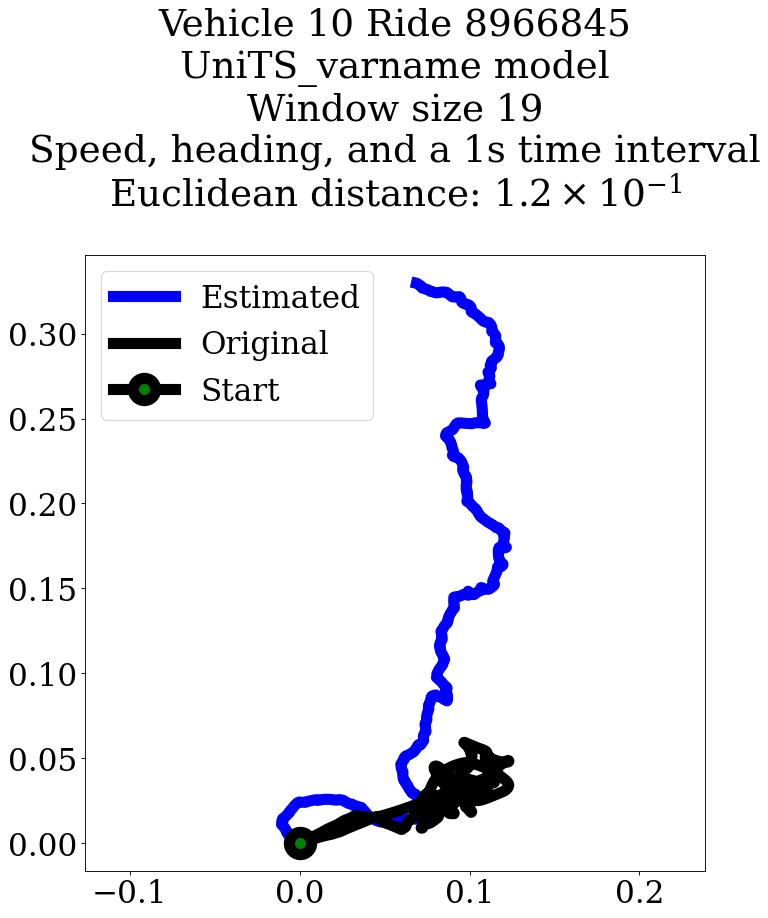 Vehicle 10 Ride 8966845
UniTS_varname model
Window size 19
Speed, heading, and a 1s time interval
Euclidean distance: 1.2 × 10⁻¹
Estimated
Original
Start
0.30
0.25
0.20
0.15
0.10
0.05
0.00
−0.1
0.0
0.1
0.2